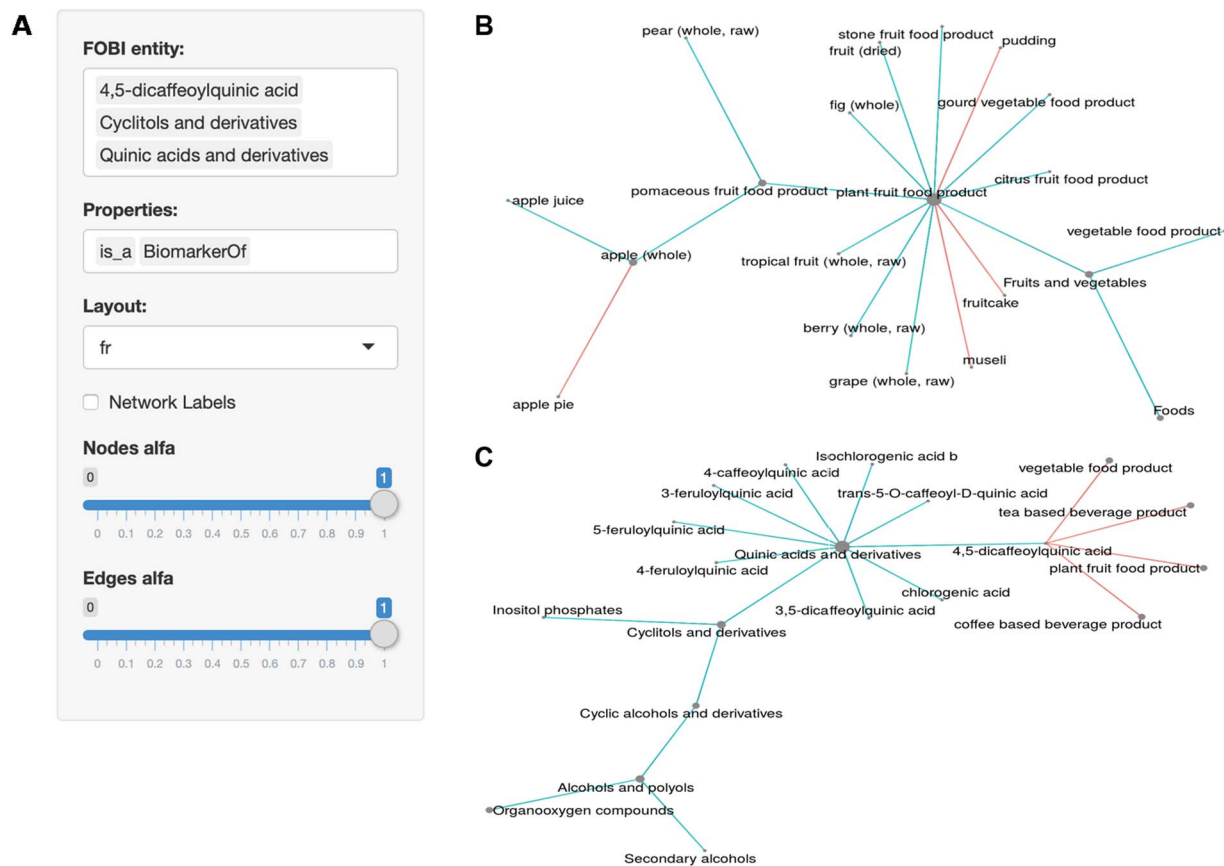 A
FOBI entity:
4,5-dicaffeoylquinic acid
Cyclitols and derivatives
Quinic acids and derivatives
Properties:
is_a BiomarkerOf
Layout:
fr
Network Labels
Nodes alfa
0 1
0 0.1 0.2 0.3 0.4 0.5 0.6 0.7 0.8 0.9 1
Edges alfa
0 1
0 0.1 0.2 0.3 0.4 0.5 0.6 0.7 0.8 0.9 1
B
pear (whole, raw)
stone fruit food product
pudding
fruit (dried)
fig (whole)
gourd vegetable food product
citrus fruit food product
pomaceous fruit food product
plant fruit food product
apple juice
vegetable food product
apple (whole)
tropical fruit (whole, raw)
Fruits and vegetables
fruitcake
berry (whole, raw)
museli
grape (whole, raw)
apple pie
Foods
C
Isochlorogenic acid b
4-caffeoylquinic acid
vegetable food product
3-feruloylquinic acid
trans-5-O-caffeoyl-D-quinic acid
tea based beverage product
5-feruloylquinic acid
Quinic acids and derivatives
4,5-dicaffeoylquinic acid
4-feruloylquinic acid
plant fruit food product
chlorogenic acid
Inositol phosphates
3,5-dicaffeoylquinic acid
coffee based beverage product
Cyclitols and derivatives
Cyclic alcohols and derivatives
Alcohols and polyols
Organooxygen compounds
Secondary alcohols